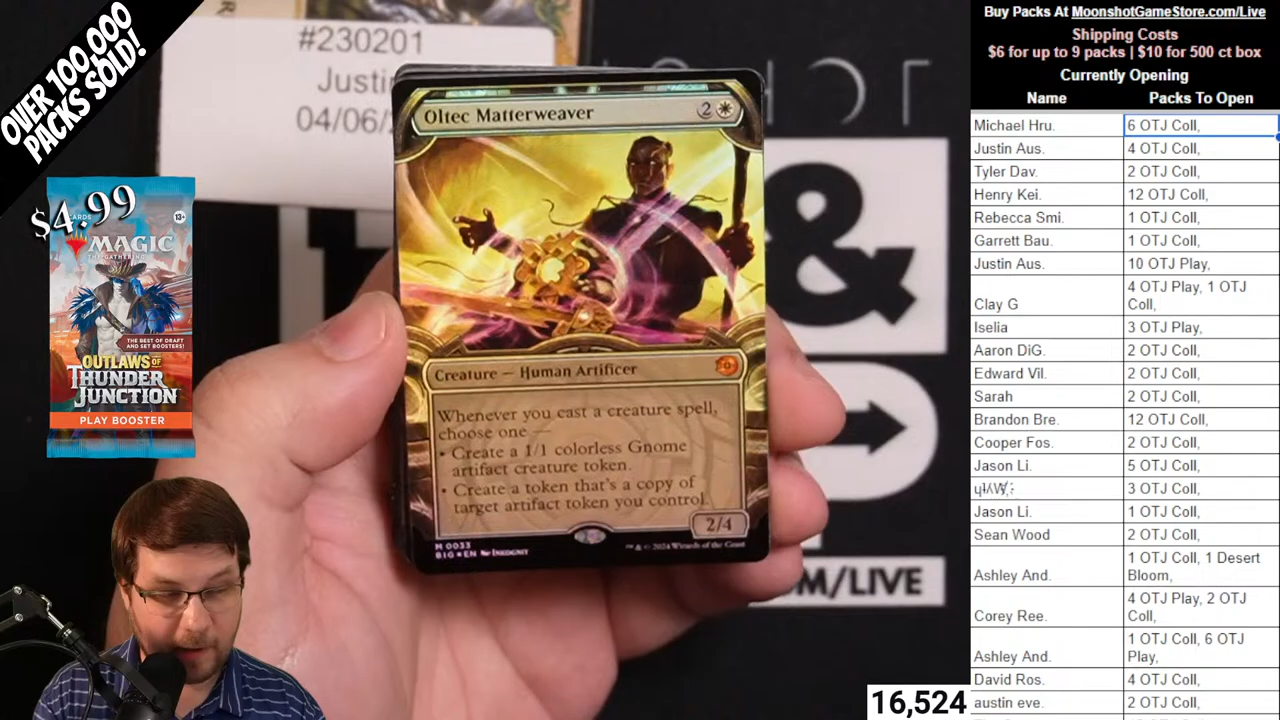 OVER 100,000
PACKS SOLD!
$4.99
CARDS
13+
MAGIC
THE GATHERING
THE BEST OF DRAFT
AND SET BOOSTERS!
OUTLAWS OF
THUNDER
JUNCTION
PLAY BOOSTER
#230201
Justin
04/06/
Oltec Matterweaver 2
Creature — Human Artificer
Whenever you cast a creature spell,
choose one —
• Create a 1/1 colorless Gnome
artifact creature token.
• Create a token that's a copy of
target artifact token you control.
2/4
M 0033
BIG ★ EN
™ & © 2024 Wizards of the Coast
&
OM/LIVE
Buy Packs At MoonshotGameStore.com/Live
Shipping Costs
$6 for up to 9 packs | $10 for 500 ct box
Currently Opening
Name Packs To Open
Michael Hru. 6 OTJ Coll,
Justin Aus. 4 OTJ Coll,
Tyler Dav. 2 OTJ Coll,
Henry Kei. 12 OTJ Coll,
Rebecca Smi. 1 OTJ Coll,
Garrett Bau. 1 OTJ Coll,
Justin Aus. 10 OTJ Play,
Clay G 4 OTJ Play, 1 OTJ
Coll,
Iselia 3 OTJ Play,
Aaron DiG. 2 OTJ Coll,
Edward Vil. 2 OTJ Coll,
Sarah 2 OTJ Coll,
Brandon Bre. 12 OTJ Coll,
Cooper Fos. 2 OTJ Coll,
Jason Li. 5 OTJ Coll,
3 OTJ Coll,
Jason Li. 1 OTJ Coll,
Sean Wood 2 OTJ Coll,
Ashley And. 1 OTJ Coll, 1 Desert
Bloom,
Corey Ree. 4 OTJ Play, 2 OTJ
Coll,
Ashley And. 1 OTJ Coll, 6 OTJ
Play,
David Ros. 4 OTJ Coll,
austin eve. 2 OTJ Coll,
16,524